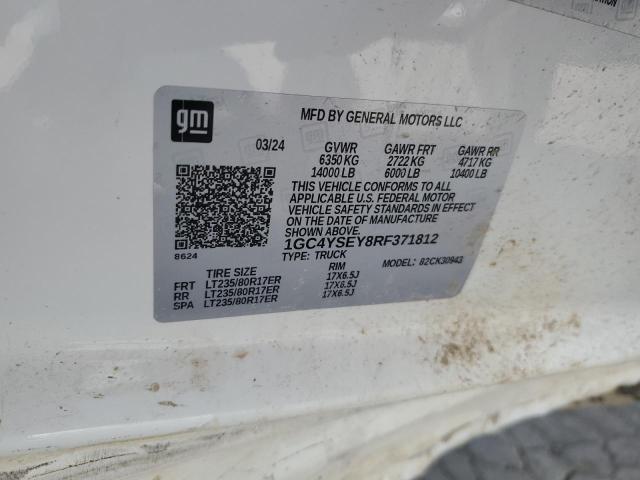 gm
MFD BY GENERAL MOTORS LLC
03/24 GVWR GAWR FRT GAWR RR
6350 KG 2722 KG 4717 KG
14000 LB 6000 LB 10400 LB
THIS VEHICLE CONFORMS TO ALL
APPLICABLE U.S. FEDERAL MOTOR
VEHICLE SAFETY STANDARDS IN EFFECT
ON THE DATE OF MANUFACTURE
SHOWN ABOVE.
8624 1GC4YSEY8RF371812
TYPE: TRUCK MODEL: 82CK30943
TIRE SIZE RIM
FRT LT235/80R17ER 17X6.5J
RR LT235/80R17ER 17X6.5J
SPA LT235/80R17ER 17X6.5J